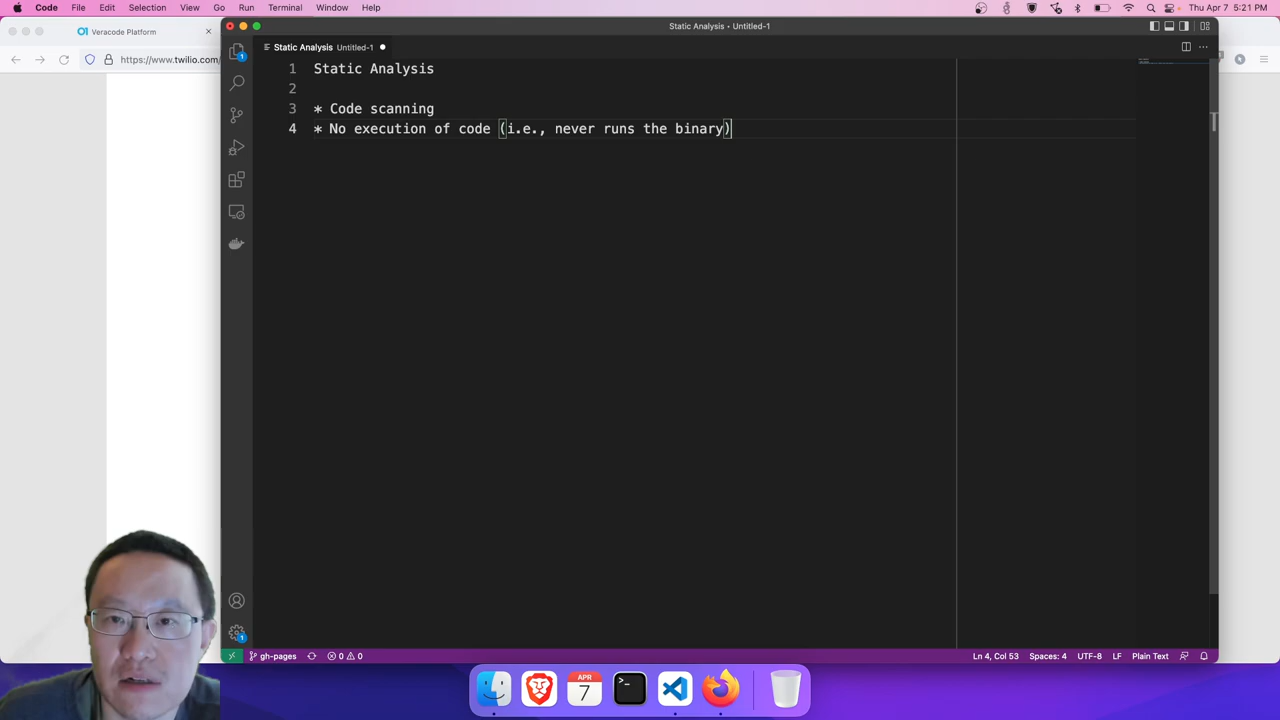 Code File Edit Selection View Go Run Terminal Window Help Thu Apr 7 5:21 PM
Veracode Platform
https://www.twilio.com/
Static Analysis • Untitled-1
Static Analysis Untitled-1
1 Static Analysis
2
3 * Code scanning
4 * No execution of code (i.e., never runs the binary)
1
1
gh-pages 0 0 Ln 4, Col 53 Spaces: 4 UTF-8 LF Plain Text
APR
7